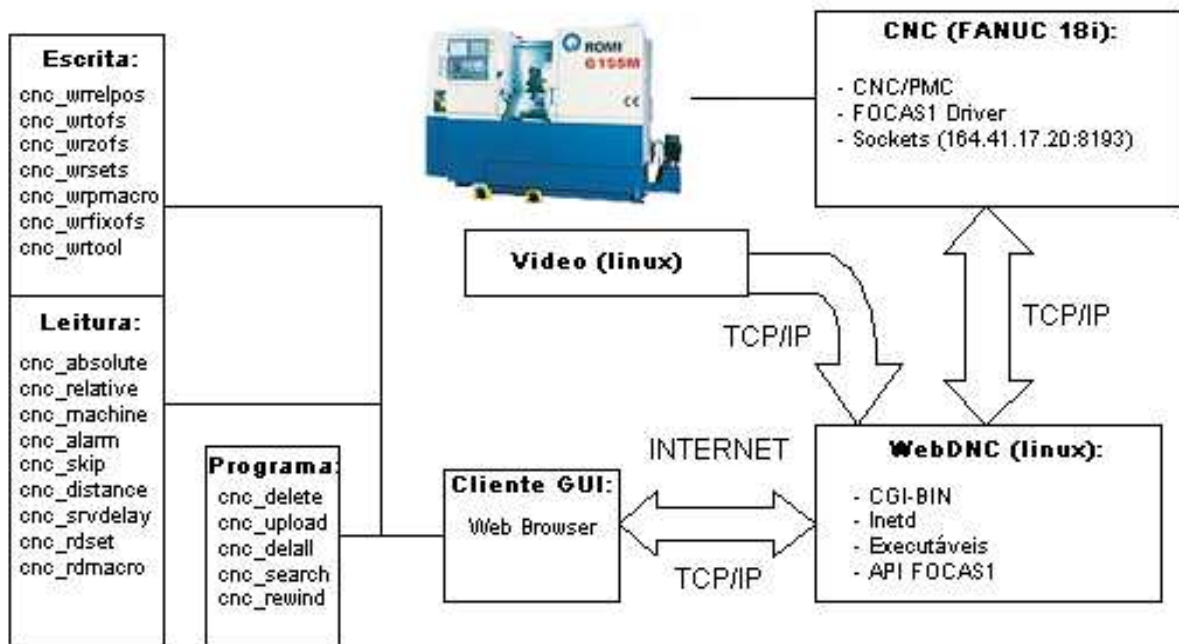 Escrita:
cnc_wrrelpos
cnc_wrtofs
cnc_wrzofs
cnc_wrsets
cnc_wrpmacro
cnc_wrfixofs
cnc_wrtool
Leitura:
cnc_absolute
cnc_relative
cnc_machine
cnc_alarm
cnc_skip
cnc_distance
cnc_srvdelay
cnc_rdset
cnc_rdmacro
Programa:
cnc_delete
cnc_upload
cnc_delall
cnc_search
cnc_rewind
ROMI
G155M
CE
CNC (FANUC 18i):
- CNC/PMC
- FOCAS1 Driver
- Sockets (164.41.17.20:8193)
Video (linux)
TCP/IP
TCP/IP
INTERNET
TCP/IP
Cliente GUI:
Web Browser
WebDNC (linux):
- CGI-BIN
- Inetd
- Executáveis
- API FOCAS1